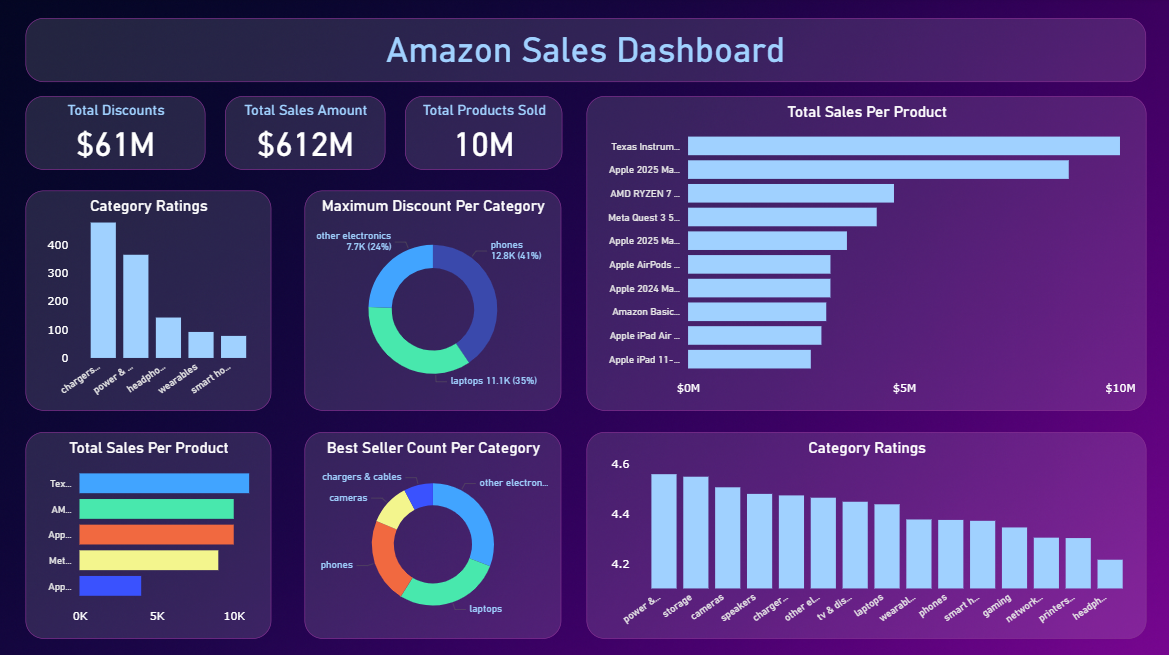 Amazon Sales Dashboard
Total Discounts
$61M
Total Sales Amount
$612M
Total Products Sold
10M
Total Sales Per Product
Texas Instrum...
Apple 2025 Ma...
AMD RYZEN 7 ...
Meta Quest 3 5...
Apple 2025 Ma...
Apple AirPods ...
Apple 2024 Ma...
Amazon Basic...
Apple iPad Air ...
Apple iPad 11-...
$0M
$5M
$10M
Category Ratings
400
300
200
100
0
chargers...
power & ...
headpho...
wearables
smart ho...
Maximum Discount Per Category
other electronics
7.7K (24%)
phones
12.8K (41%)
laptops 11.1K (35%)
Total Sales Per Product
Tex...
AM...
App...
Met...
App...
0K
5K
10K
Best Seller Count Per Category
chargers & cables
other electron...
cameras
phones
laptops
Category Ratings
4.6
4.4
4.2
power &...
storage
cameras
speakers
charger...
other el...
tv & dis...
laptops
wearabl...
phones
smart h...
gaming
network...
printers...
headph...